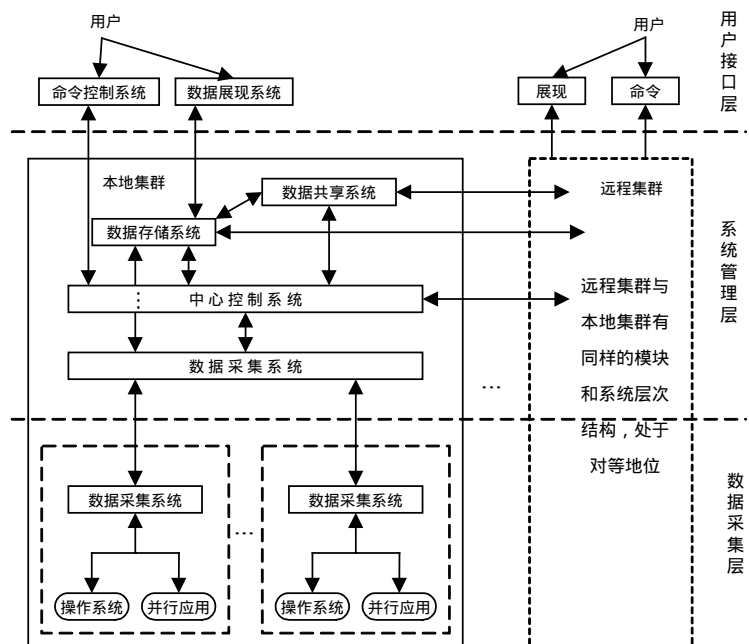 用户
用户
用户接口层
命令控制系统
数据展现系统
展现
命令
本地集群
数据共享系统
远程集群
数据存储系统
系统管理层
中 心 控 制 系 统
远程集群与
本地集群有
同样的模块
和系统层次
结构，处于
对等地位
数 据 采 集 系 统
…
数据采集系统
数据采集系统
数据采集层
…
操作系统
并行应用
操作系统
并行应用